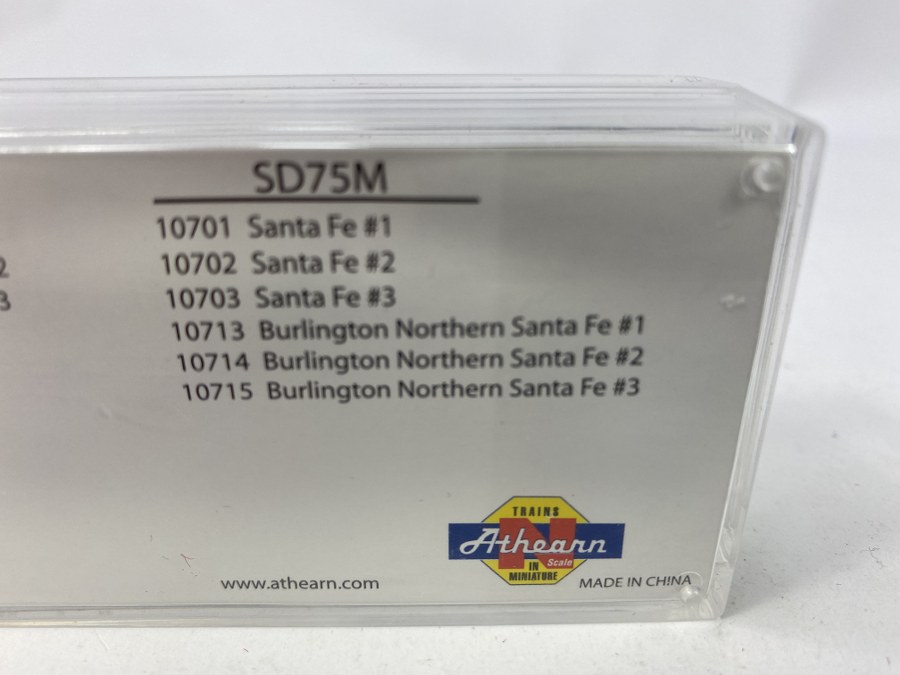 SD75M
10701 Santa Fe #1
10702 Santa Fe #2
2
10703 Santa Fe #3
3
10713 Burlington Northern Santa Fe #1
10714 Burlington Northern Santa Fe #2
10715 Burlington Northern Santa Fe #3
TRAINS
N
Athearn
Scale
IN
MINIATURE
www.athearn.com
MADE IN CHINA